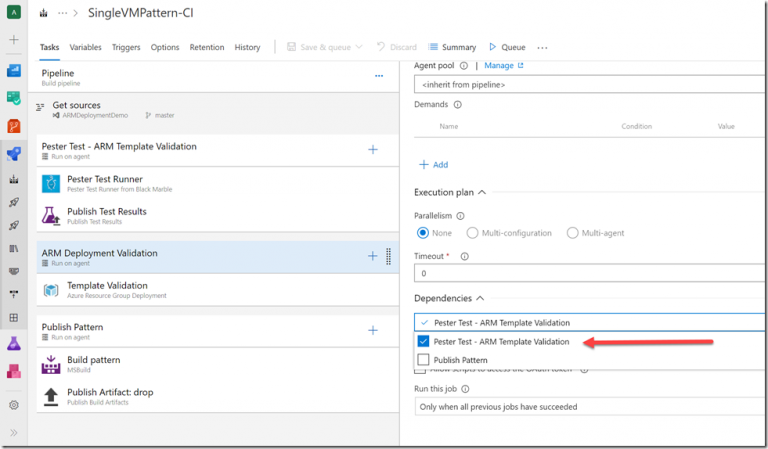 A
... > SingleVMPattern-CI
Tasks Variables Triggers Options Retention History Save & queue Discard Summary Queue ...
Pipeline
Build pipeline
Get sources
ARMDeploymentDemo master
Pester Test - ARM Template Validation
Run on agent
Pester Test Runner
Pester Test Runner from Black Marble
Publish Test Results
Publish Test Results
ARM Deployment Validation
Run on agent
Template Validation
Azure Resource Group Deployment
Publish Pattern
Run on agent
Build pattern
MSBuild
Publish Artifact: drop
Publish Build Artifacts
Agent pool | Manage
<inherit from pipeline>
Demands
Name Condition Value
+ Add
Execution plan
Parallelism
None Multi-configuration Multi-agent
Timeout *
0
Dependencies
Pester Test - ARM Template Validation
Pester Test - ARM Template Validation
Publish Pattern
Allow scripts to access the OAuth token
Run this job
Only when all previous jobs have succeeded